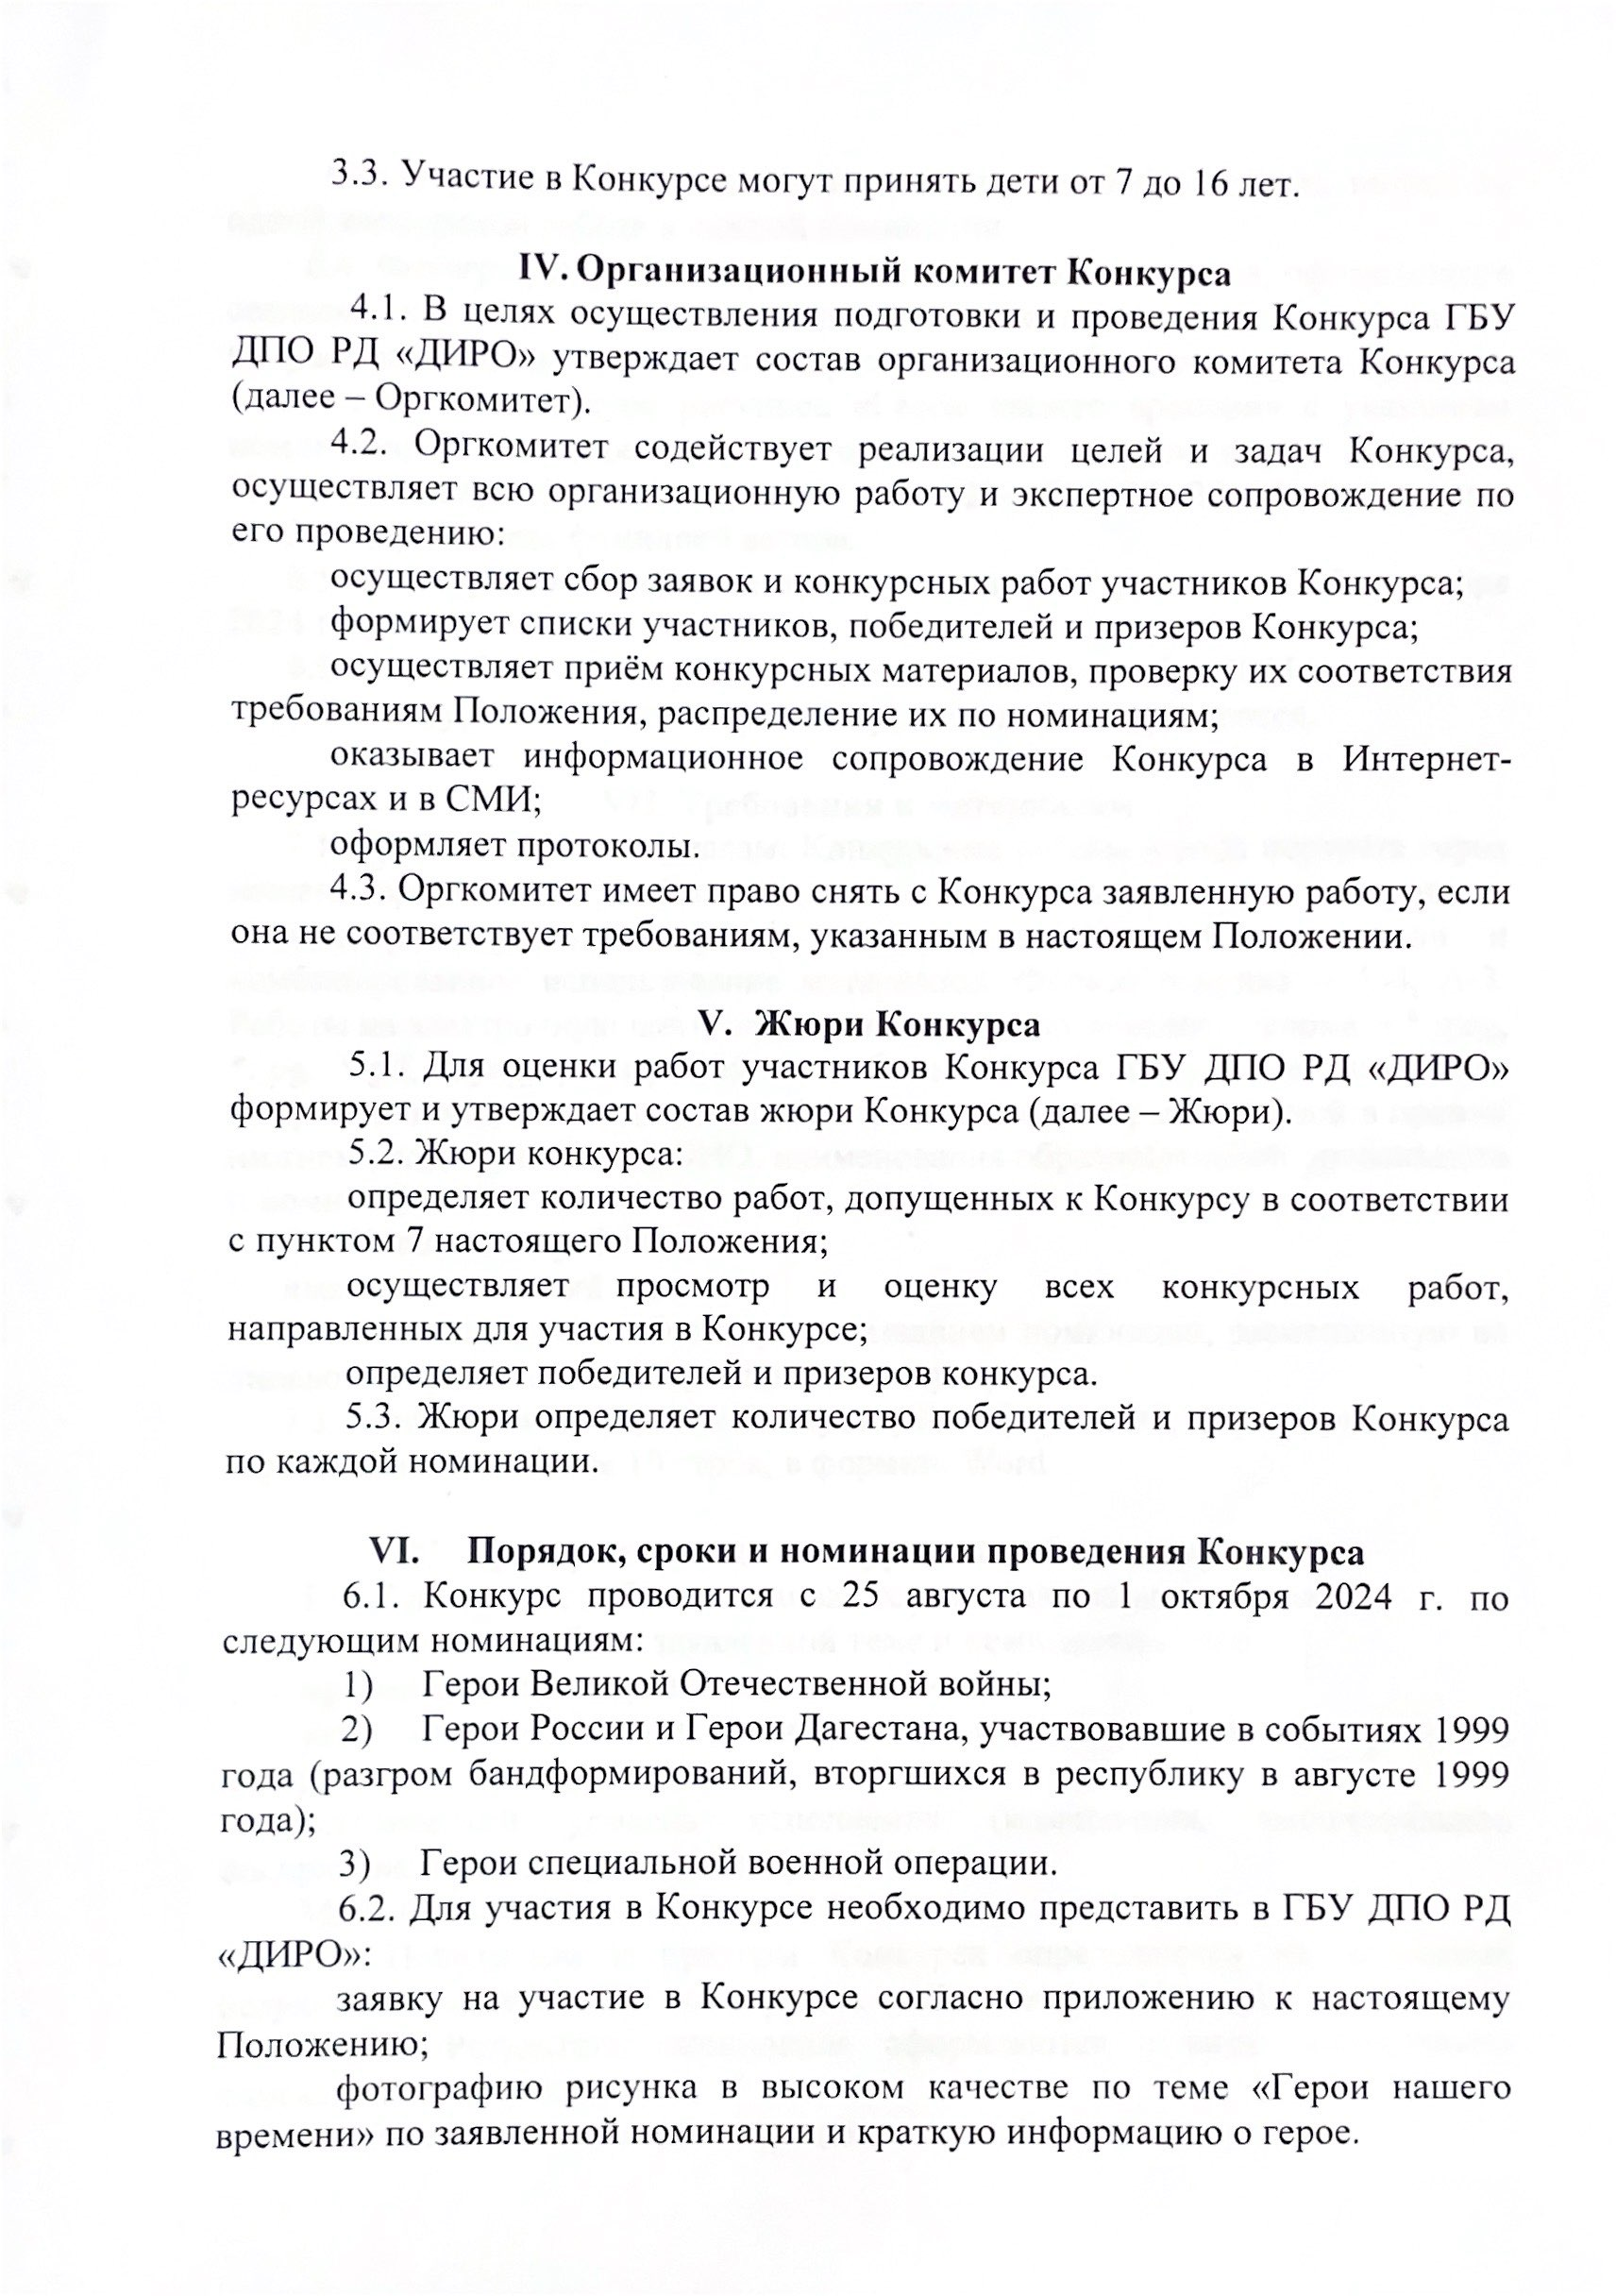 3.3. Участие в Конкурсе могут принять дети от 7 до 16 лет.
IV. Организационный комитет Конкурса
4.1. В целях осуществления подготовки и проведения Конкурса ГБУ
ДПО РД «ДИРО» утверждает состав организационного комитета Конкурса
(далее – Оргкомитет).
4.2. Оргкомитет содействует реализации целей и задач Конкурса,
осуществляет всю организационную работу и экспертное сопровождение по
его проведению:
осуществляет сбор заявок и конкурсных работ участников Конкурса;
формирует списки участников, победителей и призеров Конкурса;
осуществляет приём конкурсных материалов, проверку их соответствия
требованиям Положения, распределение их по номинациям;
оказывает информационное сопровождение Конкурса в Интернет-
ресурсах и в СМИ;
оформляет протоколы.
4.3. Оргкомитет имеет право снять с Конкурса заявленную работу, если
она не соответствует требованиям, указанным в настоящем Положении.
V. Жюри Конкурса
5.1. Для оценки работ участников Конкурса ГБУ ДПО РД «ДИРО»
формирует и утверждает состав жюри Конкурса (далее – Жюри).
5.2. Жюри конкурса:
определяет количество работ, допущенных к Конкурсу в соответствии
с пунктом 7 настоящего Положения;
осуществляет просмотр и оценку всех конкурсных работ,
направленных для участия в Конкурсе;
определяет победителей и призеров конкурса.
5.3. Жюри определяет количество победителей и призеров Конкурса
по каждой номинации.
VI. Порядок, сроки и номинации проведения Конкурса
6.1. Конкурс проводится с 25 августа по 1 октября 2024 г. по
следующим номинациям:
1) Герои Великой Отечественной войны;
2) Герои России и Герои Дагестана, участвовавшие в событиях 1999
года (разгром бандформирований, вторгшихся в республику в августе 1999
года);
3) Герои специальной военной операции.
6.2. Для участия в Конкурсе необходимо представить в ГБУ ДПО РД
«ДИРО»:
заявку на участие в Конкурсе согласно приложению к настоящему
Положению;
фотографию рисунка в высоком качестве по теме «Герои нашего
времени» по заявленной номинации и краткую информацию о герое.